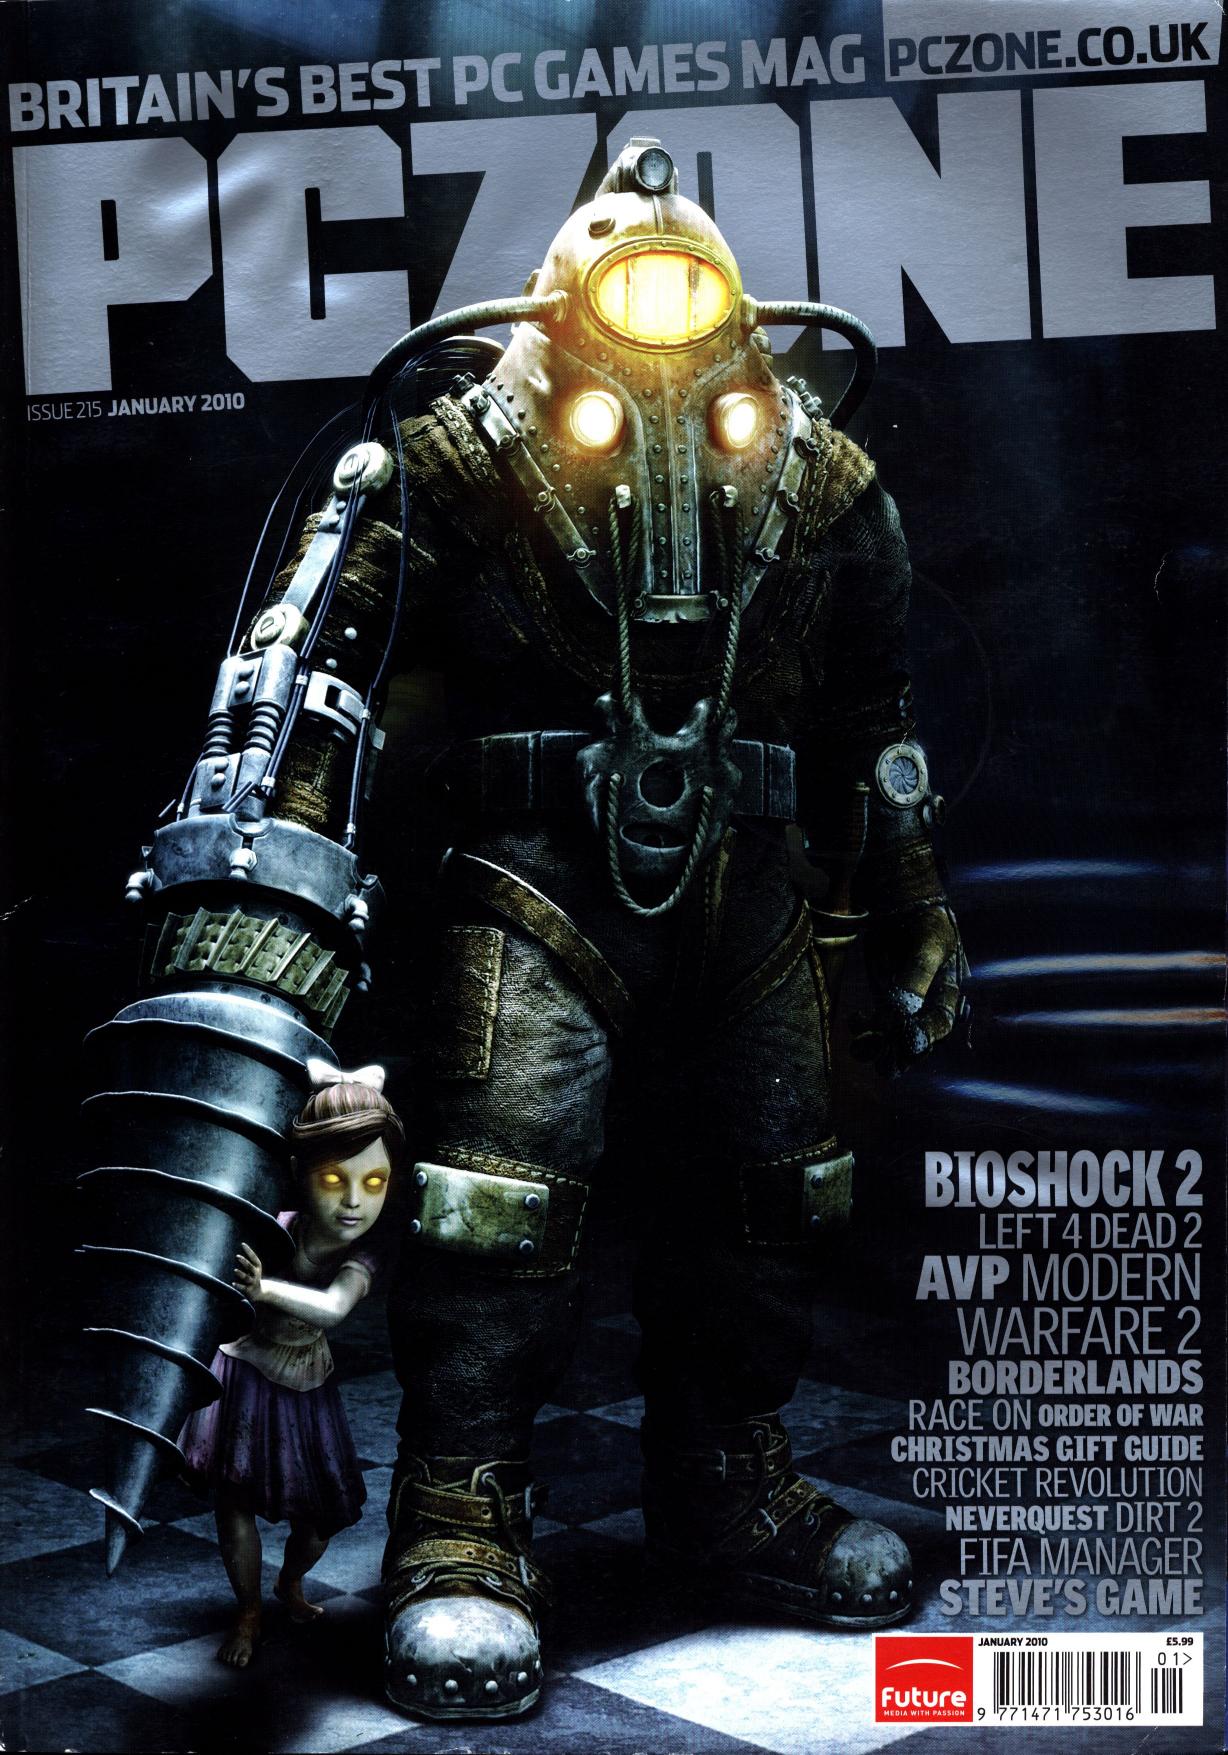 BRITAIN'S BEST PC GAMES MAG PCZONE.CO.UK
PCZONE
ISSUE 215 JANUARY 2010
BIOSHOCK 2
LEFT 4 DEAD 2
AVP MODERN
WARFARE 2
BORDERLANDS
RACE ON ORDER OF WAR
CHRISTMAS GIFT GUIDE
CRICKET REVOLUTION
NEVERQUEST DIRT 2
FIFA MANAGER
STEVE'S GAME
JANUARY 2010 £5.99
01>
Future
MEDIA WITH PASSION
9 771471 753016